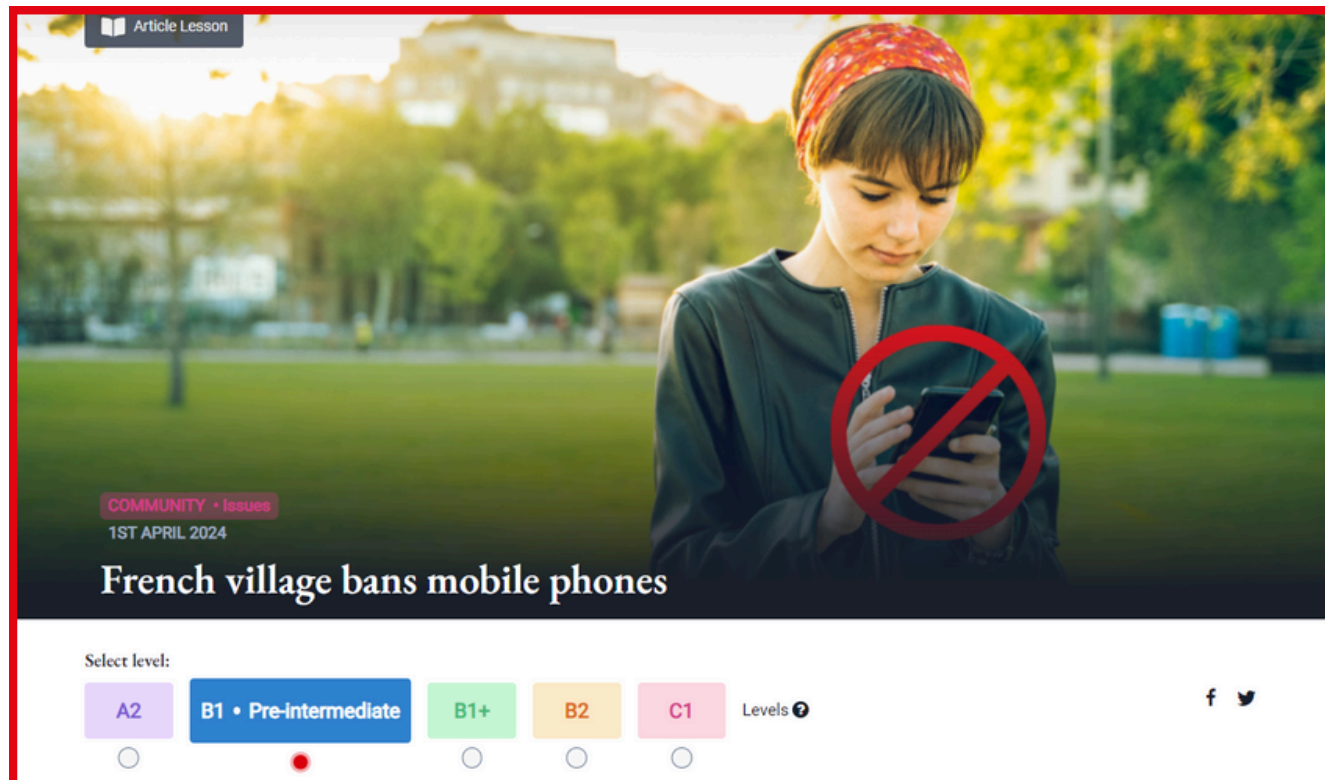 Article Lesson
COMMUNITY • Issues
1ST APRIL 2024
French village bans mobile phones
Select level:
A2
B1 • Pre-intermediate
B1+
B2
C1
Levels ?